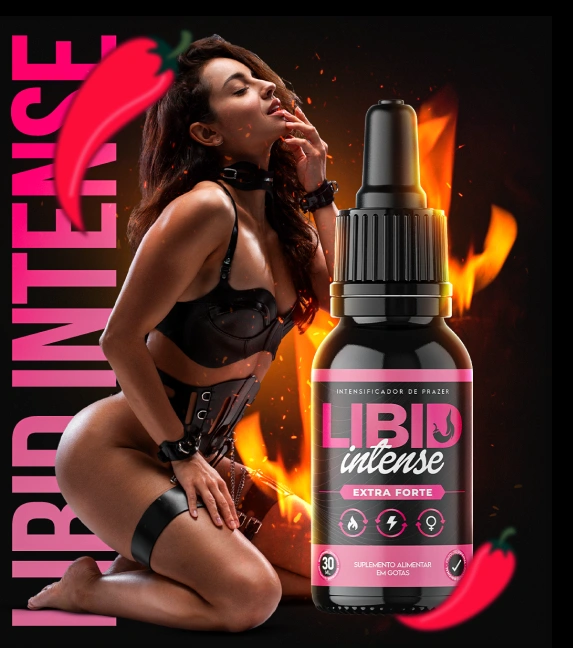 LIBID INTENSE
INTENSIFICADOR DE PRAZER
LIBID
intense
EXTRA FORTE
30
SUPLEMENTO ALIMENTAR
EM GOTAS